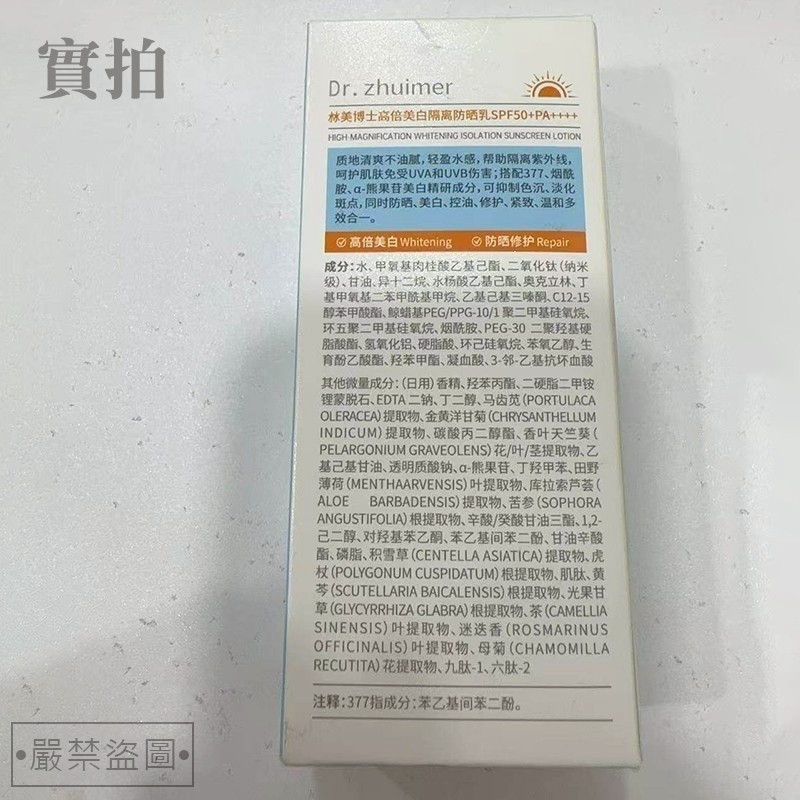 實拍
Dr. zhuimer
林美博士高倍美白隔离防晒乳SPF50+PA++++
HIGH-MAGNIFICATION WHITENING ISOLATION SUNSCREEN LOTION
质地清爽不油腻，轻盈水感，帮助隔离紫外线，
呵护肌肤免受UVA和UVB伤害；搭配377、烟酰
胺、α-熊果苷美白精研成分，可抑制色沉、淡化
斑点，同时防晒、美白、控油、修护、紧致、温和多
效合一。
高倍美白 Whitening 防晒修护 Repair
成分：水、甲氧基肉桂酸乙基己酯、二氧化钛（纳米
级）、甘油、异十二烷、水杨酸乙基己酯、奥克立林、丁
基甲氧基二苯甲酰基甲烷、乙基己基三嗪酮、C12-15
醇苯甲酸酯、鲸蜡基PEG/PPG-10/1 聚二甲基硅氧烷、
环五聚二甲基硅氧烷、烟酰胺、PEG-30 二聚羟基硬
脂酸酯、氢氧化铝、硬脂酸、环己硅氧烷、苯氧乙醇、生
育酚乙酸酯、羟苯甲酯、凝血酸、3-邻-乙基抗坏血酸
其他微量成分：（日用）香精、羟苯丙酯、二硬脂二甲铵
锂蒙脱石、EDTA 二钠、丁二醇、马齿苋（PORTULACA
OLERACEA）提取物、金黄洋甘菊（CHRYSANTHELLUM
INDICUM）提取物、碳酸丙二醇酯、香叶天竺葵（
PELARGONIUM GRAVEOLENS）花/叶/茎提取物、乙
基己基甘油、透明质酸钠、α-熊果苷、丁羟甲苯、田野
薄荷（MENTHAARVENSIS）叶提取物、库拉索芦荟（
ALOE BARBADENSIS）提取物、苦参（SOPHORA
ANGUSTIFOLIA）根提取物、辛酸/癸酸甘油三酯、1,2-
己二醇、对羟基苯乙酮、苯乙基间苯二酚、甘油辛酸
酯、磷脂、积雪草（CENTELLA ASIATICA）提取物、虎
杖（POLYGONUM CUSPIDATUM）根提取物、肌肽、黄
芩（SCUTELLARIA BAICALENSIS）根提取物、光果甘
草（GLYCYRRHIZA GLABRA）根提取物、茶（CAMELLIA
SINENSIS）叶提取物、迷迭香（ROSMARINUS
OFFICINALIS）叶提取物、母菊（CHAMOMILLA
RECUTITA）花提取物、九肽-1、六肽-2
注释：377指成分：苯乙基间苯二酚。
•嚴禁盜圖•